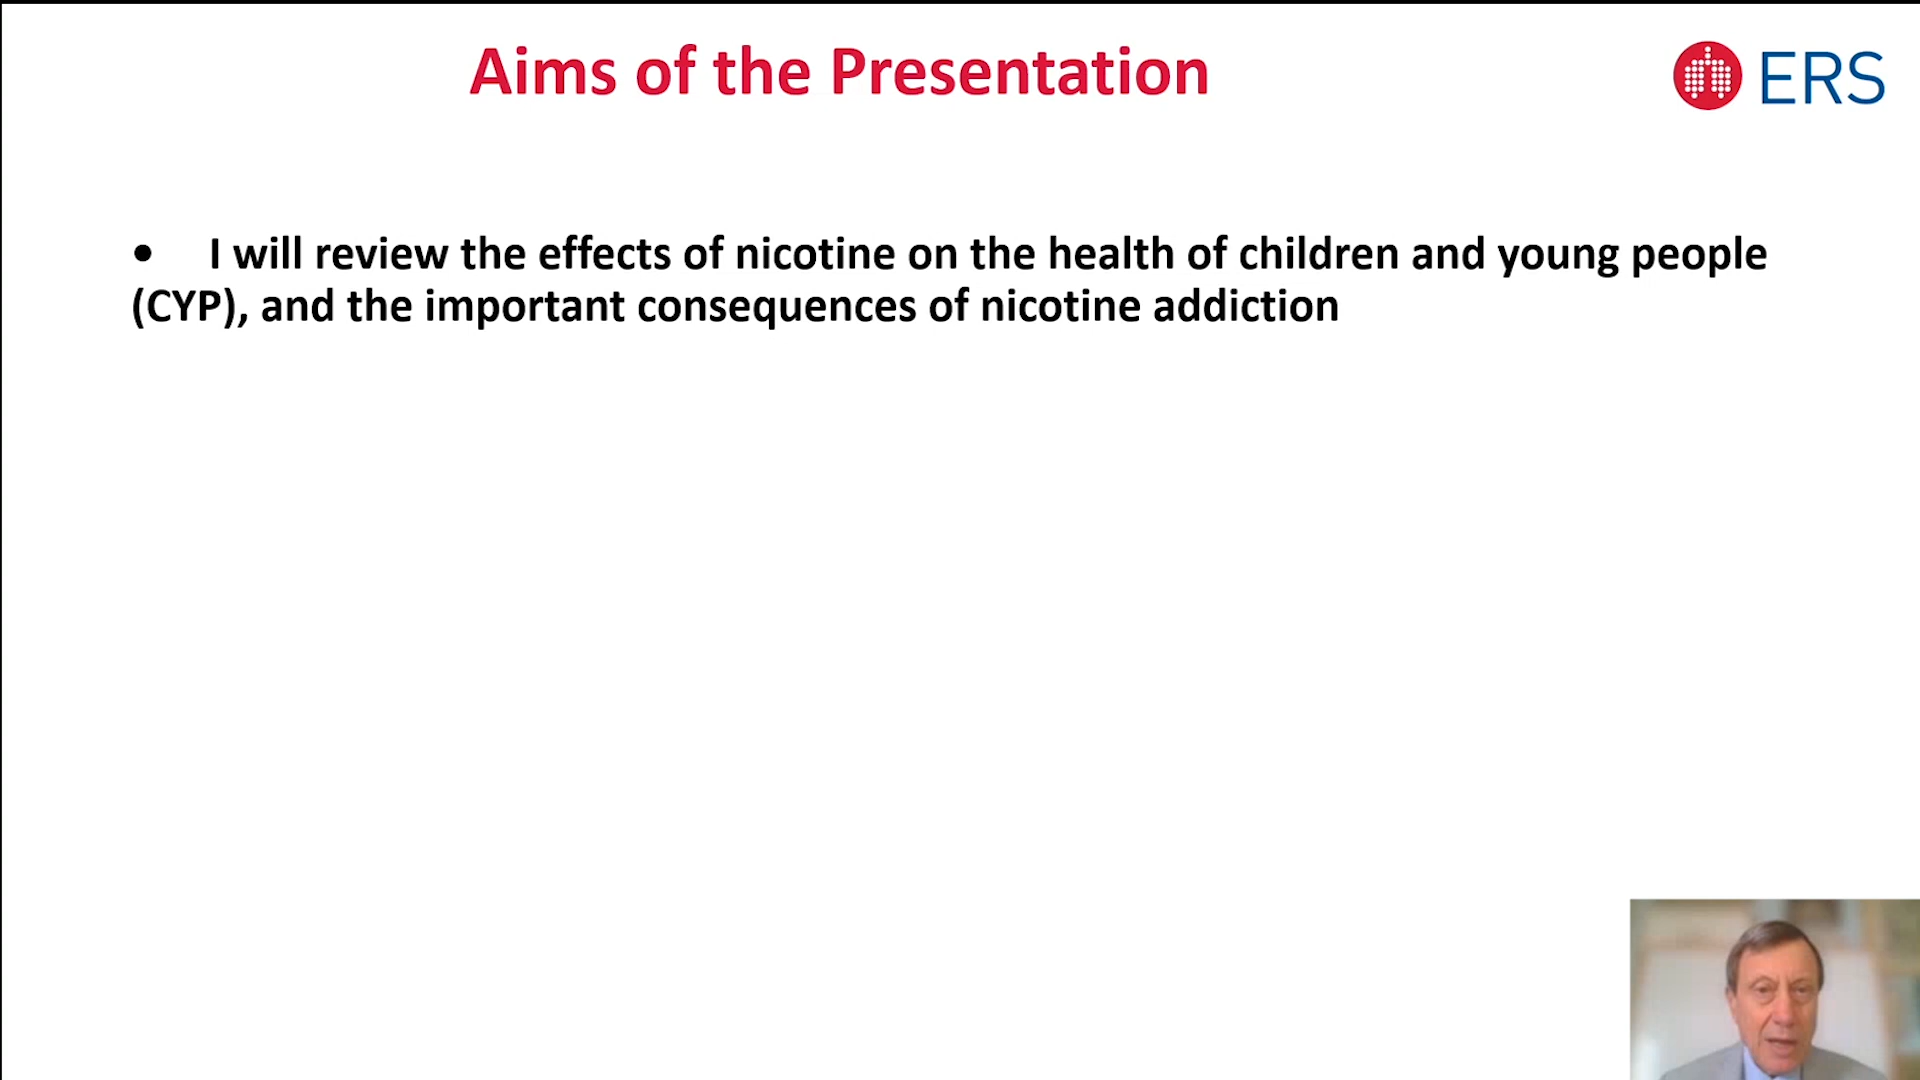 Aims of the Presentation
ERS
• I will review the effects of nicotine on the health of children and young people
(CYP), and the important consequences of nicotine addiction